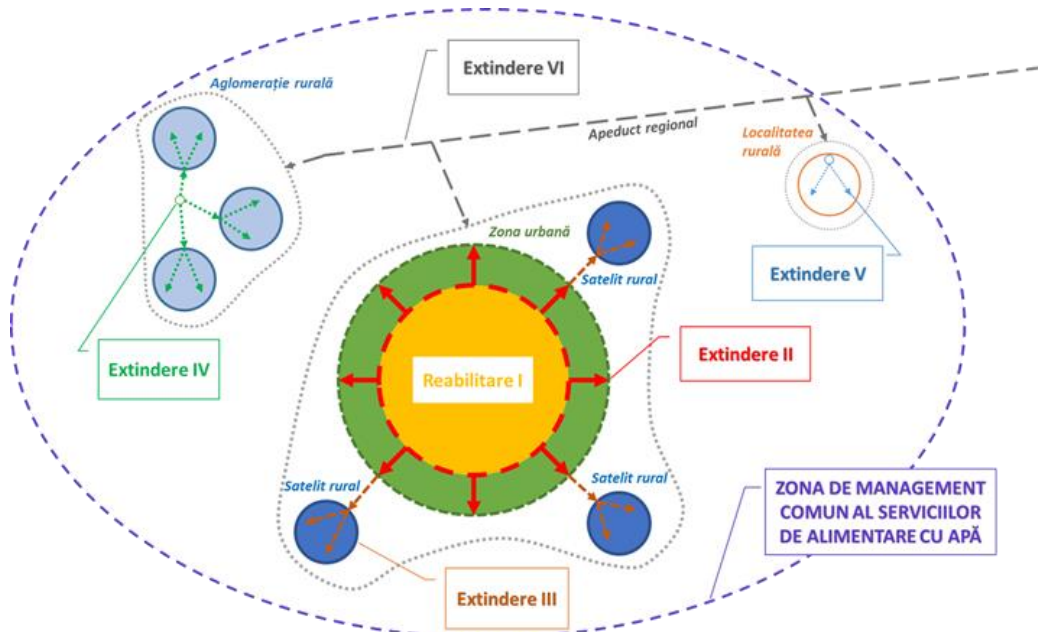 Extindere VI
Aglomerație rurală
Apeduct regional
Localitatea
rurală
Zona urbană
Satelit rural
Extindere V
Extindere II
Extindere IV
Reabilitare I
Satelit rural
Satelit rural
ZONA DE MANAGEMENT
COMUN AL SERVICIILOR
DE ALIMENTARE CU APĂ
Extindere III